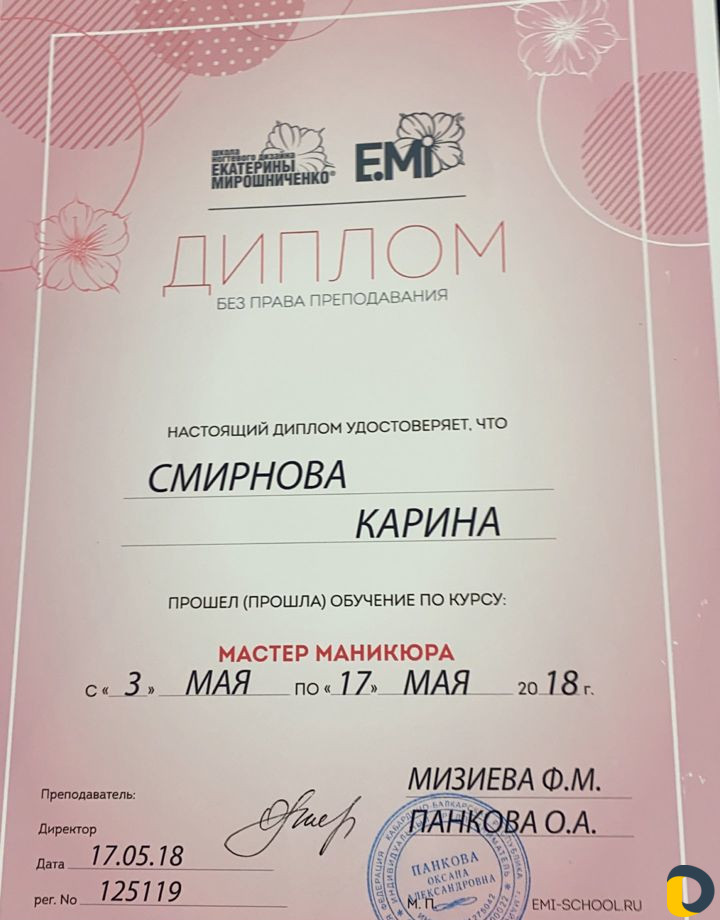 ШКОЛА
НОГТЕВОГО ДИЗАЙНА
ЕКАТЕРИНЫ
МИРОШНИЧЕНКО®
E.Mi
ДИПЛОМ
БЕЗ ПРАВА ПРЕПОДАВАНИЯ
НАСТОЯЩИЙ ДИПЛОМ УДОСТОВЕРЯЕТ, ЧТО
СМИРНОВА
КАРИНА
ПРОШЕЛ (ПРОШЛА) ОБУЧЕНИЕ ПО КУРСУ:
МАСТЕР МАНИКЮРА
С « 3 » МАЯ ПО « 17 » МАЯ 20 18 г.
Преподаватель: МИЗИЕВА Ф.М.
Директор ПАНКОВА О.А.
Дата 17.05.18
рег. No 125119
ПАНКОВА
ОКСАНА
АЛЕКСАНДРОВНА
М. П.
EMI-SCHOOL.RU